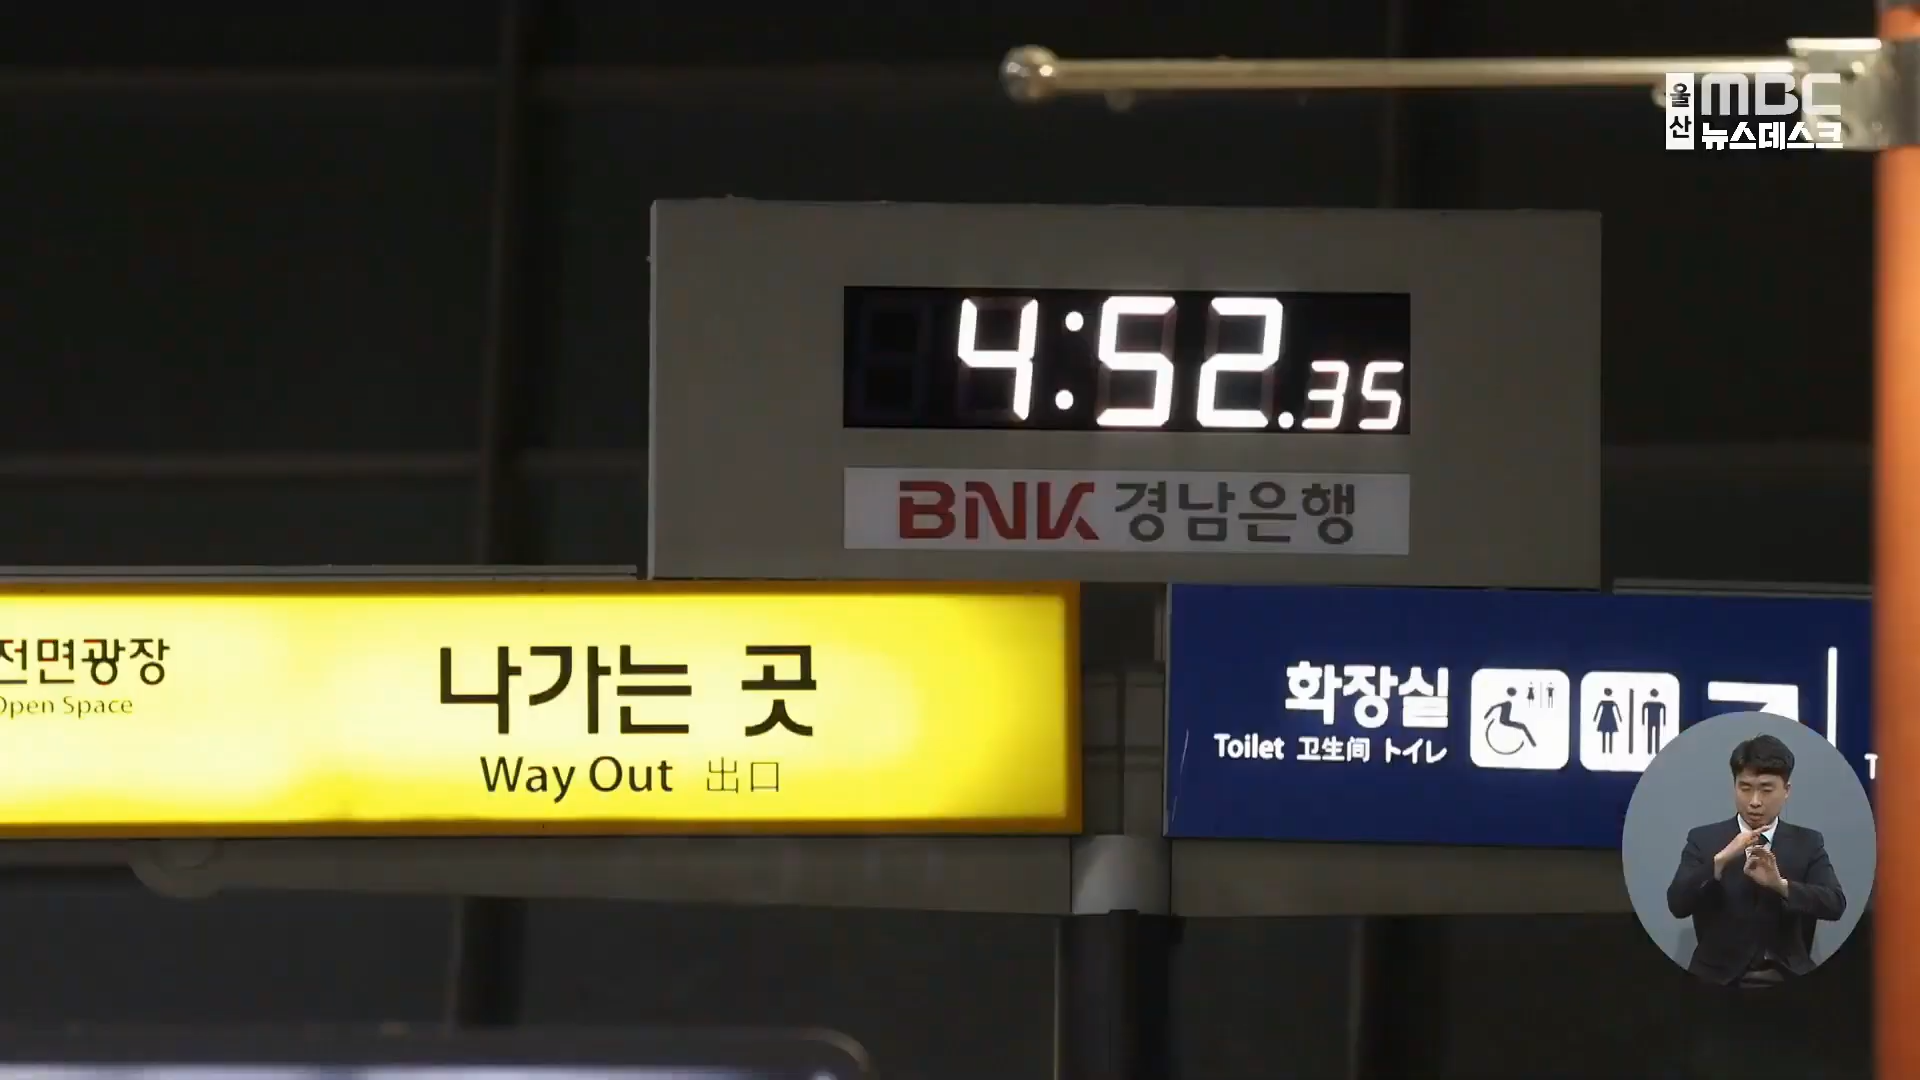 울산 MBC
뉴스데스크
4:52.35
BNK 경남은행
전면광장
Open Space
나가는 곳
Way Out 出口
화장실
Toilet 卫生间 トイレ